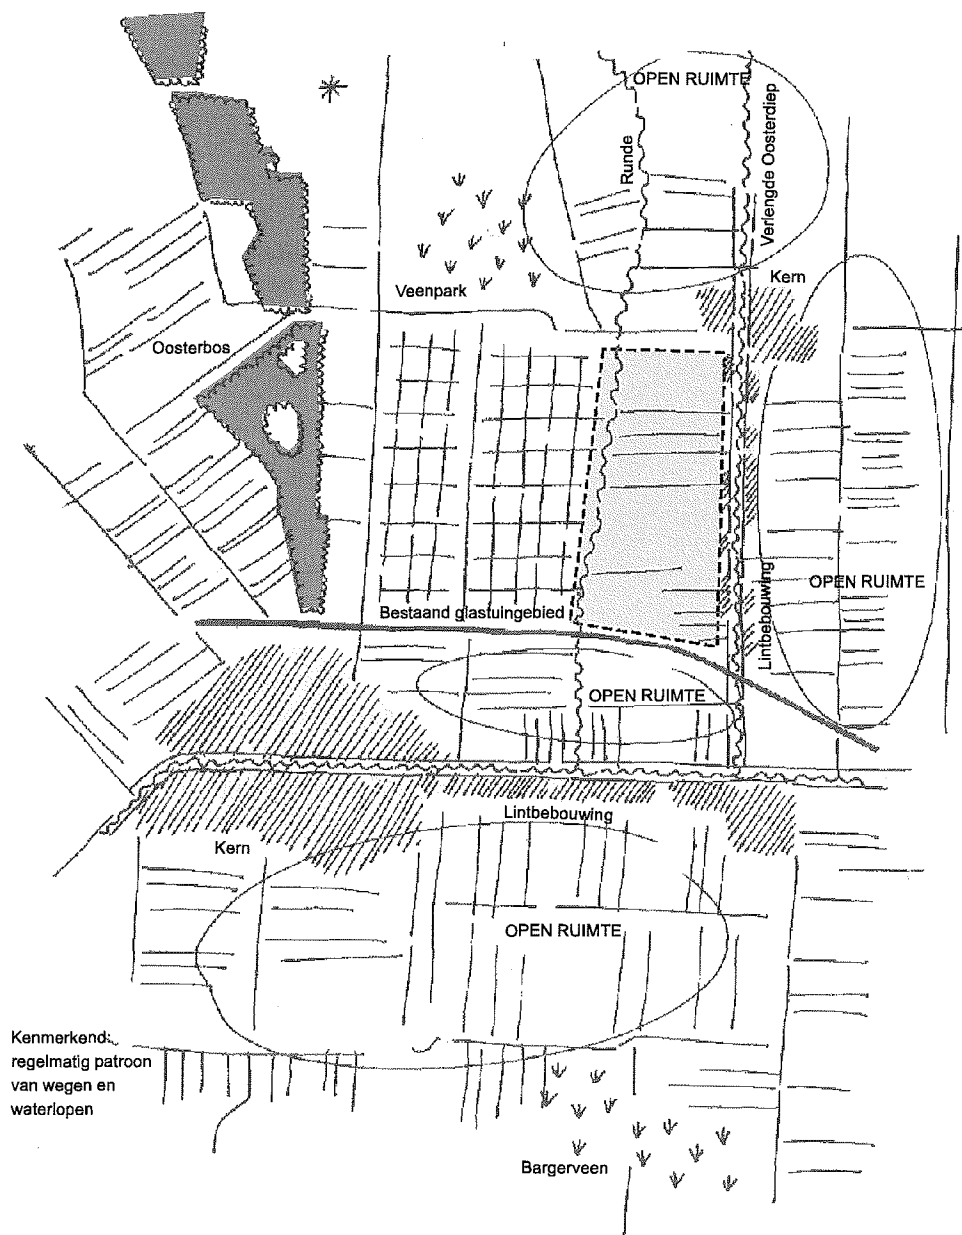 OPEN RUIMTE
Runde
Verlengde Oosterdiep
Kern
Veenpark
Oosterbos
OPEN RUIMTE
Bestaand glastuingebied
Lintbebouwing
OPEN RUIMTE
Lintbebouwing
Kern
OPEN RUIMTE
Kenmerkend:
regelmatig patroon
van wegen en
waterlopen
Bargerveen